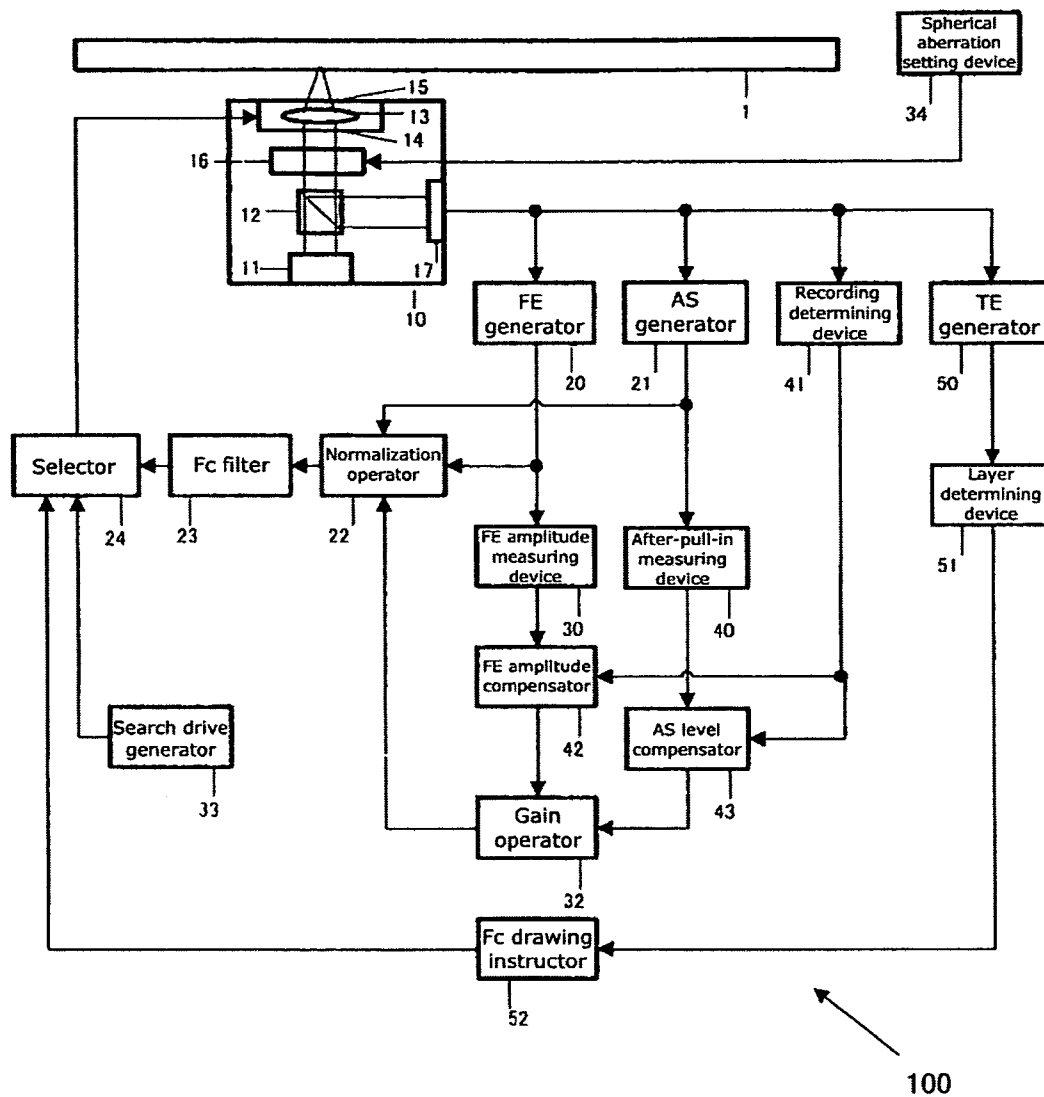 Spherical
aberration
setting device
34
1
15
13
14
16
12
11
17
10
FE
generator
20
AS
generator
21
Recording
determining
device
41
TE
generator
50
Selector
24
Fc filter
23
Normalization
operator
22
Layer
determining
device
51
FE amplitude
measuring
device
30
After-pull-in
measuring
device
40
FE amplitude
compensator
42
AS level
compensator
43
Search drive
generator
33
Gain
operator
32
Fc drawing
instructor
52
100